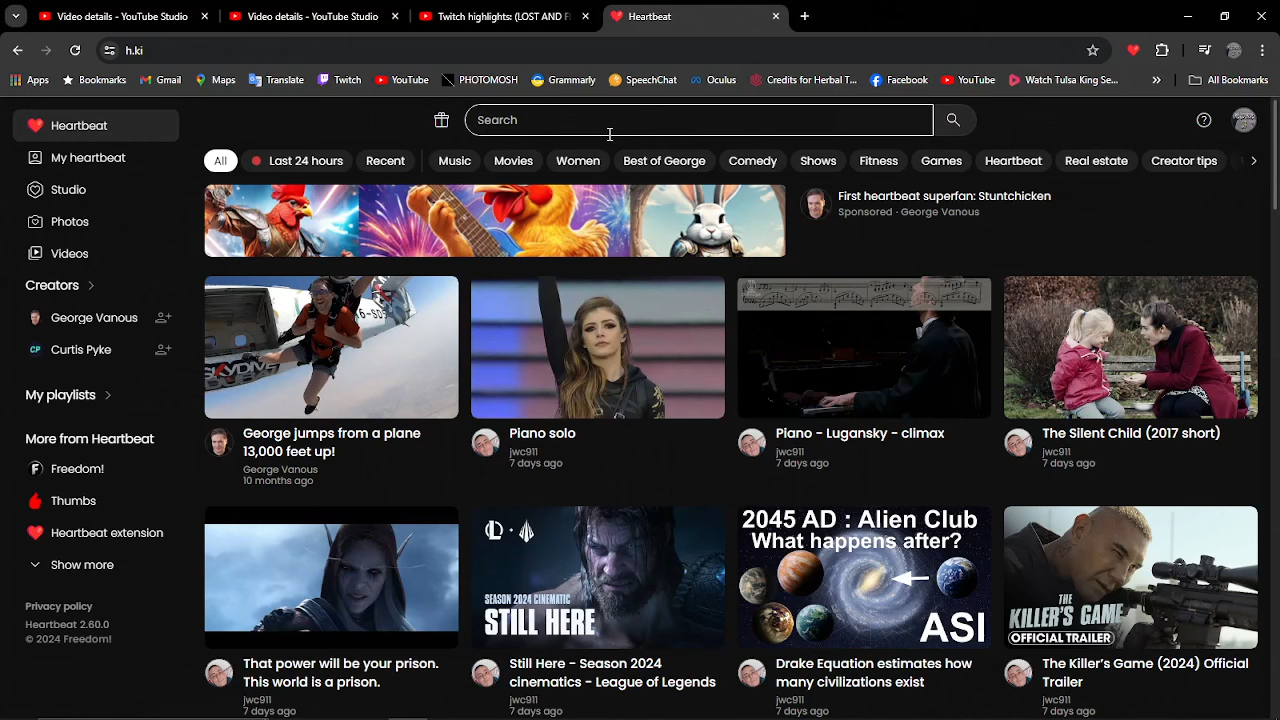 Video details - YouTube Studio
Video details - YouTube Studio
Twitch highlights: (LOST AND F
Heartbeat
h.ki
Apps
Bookmarks
Gmail
Maps
Translate
Twitch
YouTube
PHOTOMOSH
Grammarly
SpeechChat
Oculus
Credits for Herbal T...
Facebook
YouTube
Watch Tulsa King Se...
All Bookmarks
Heartbeat
Search
My heartbeat
Studio
Photos
Videos
Creators
George Vanous
Curtis Pyke
My playlists
More from Heartbeat
Freedom!
Thumbs
Heartbeat extension
Show more
Privacy policy
Heartbeat 2.60.0
© 2024 Freedom!
All
Last 24 hours
Recent
Music
Movies
Women
Best of George
Comedy
Shows
Fitness
Games
Heartbeat
Real estate
Creator tips
First heartbeat superfan: Stuntchicken
Sponsored · George Vanous
SKYDIVE
George jumps from a plane
13,000 feet up!
George Vanous
10 months ago
Piano solo
jwc911
7 days ago
Piano - Lugansky - climax
jwc911
7 days ago
The Silent Child (2017 short)
jwc911
7 days ago
That power will be your prison.
This world is a prison.
jwc911
7 days ago
SEASON 2024 CINEMATIC
STILL HERE
Still Here - Season 2024
cinematics - League of Legends
jwc911
7 days ago
2045 AD : Alien Club
What happens after?
ASI
Drake Equation estimates how
many civilizations exist
jwc911
7 days ago
THE
KILLER'S GAME
OFFICIAL TRAILER
The Killer's Game (2024) Official
Trailer
jwc911
7 days ago